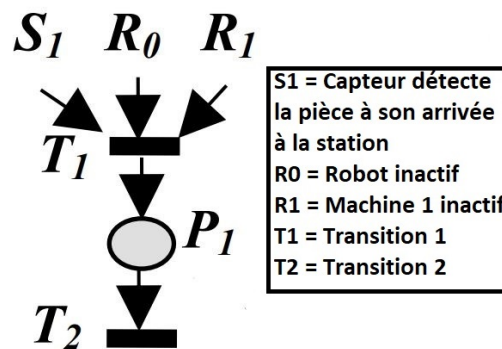 S1 R0 R1
T1
P1
T2
S1 = Capteur détecte
la pièce à son arrivée
à la station
R0 = Robot inactif
R1 = Machine 1 inactif
T1 = Transition 1
T2 = Transition 2